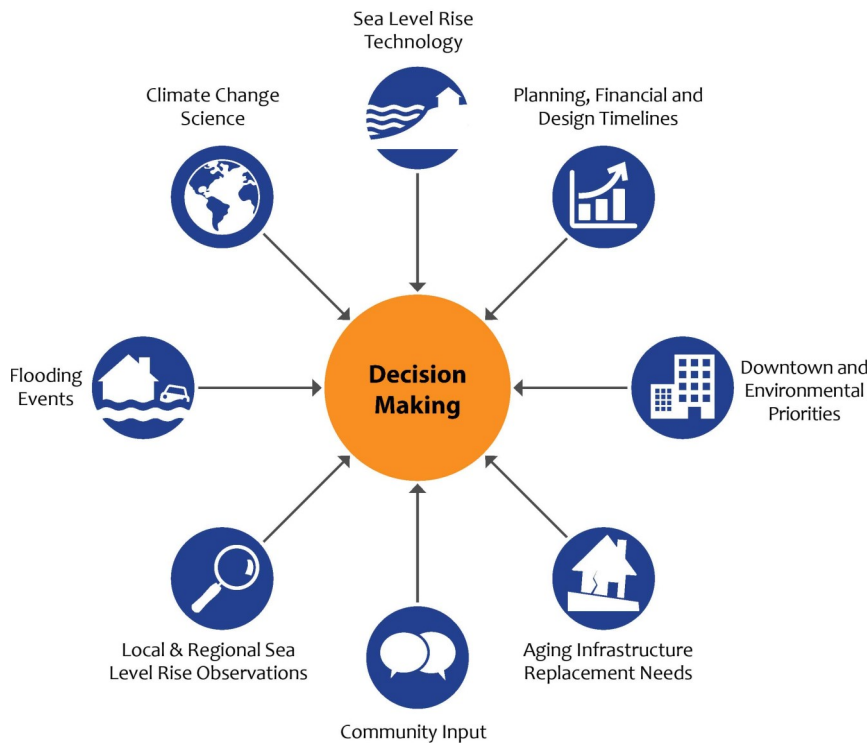 Sea Level Rise
Technology
Climate Change
Science
Planning, Financial and
Design Timelines
Flooding
Events
Decision
Making
Downtown and
Environmental
Priorities
Local & Regional Sea
Level Rise Observations
Aging Infrastructure
Replacement Needs
Community Input